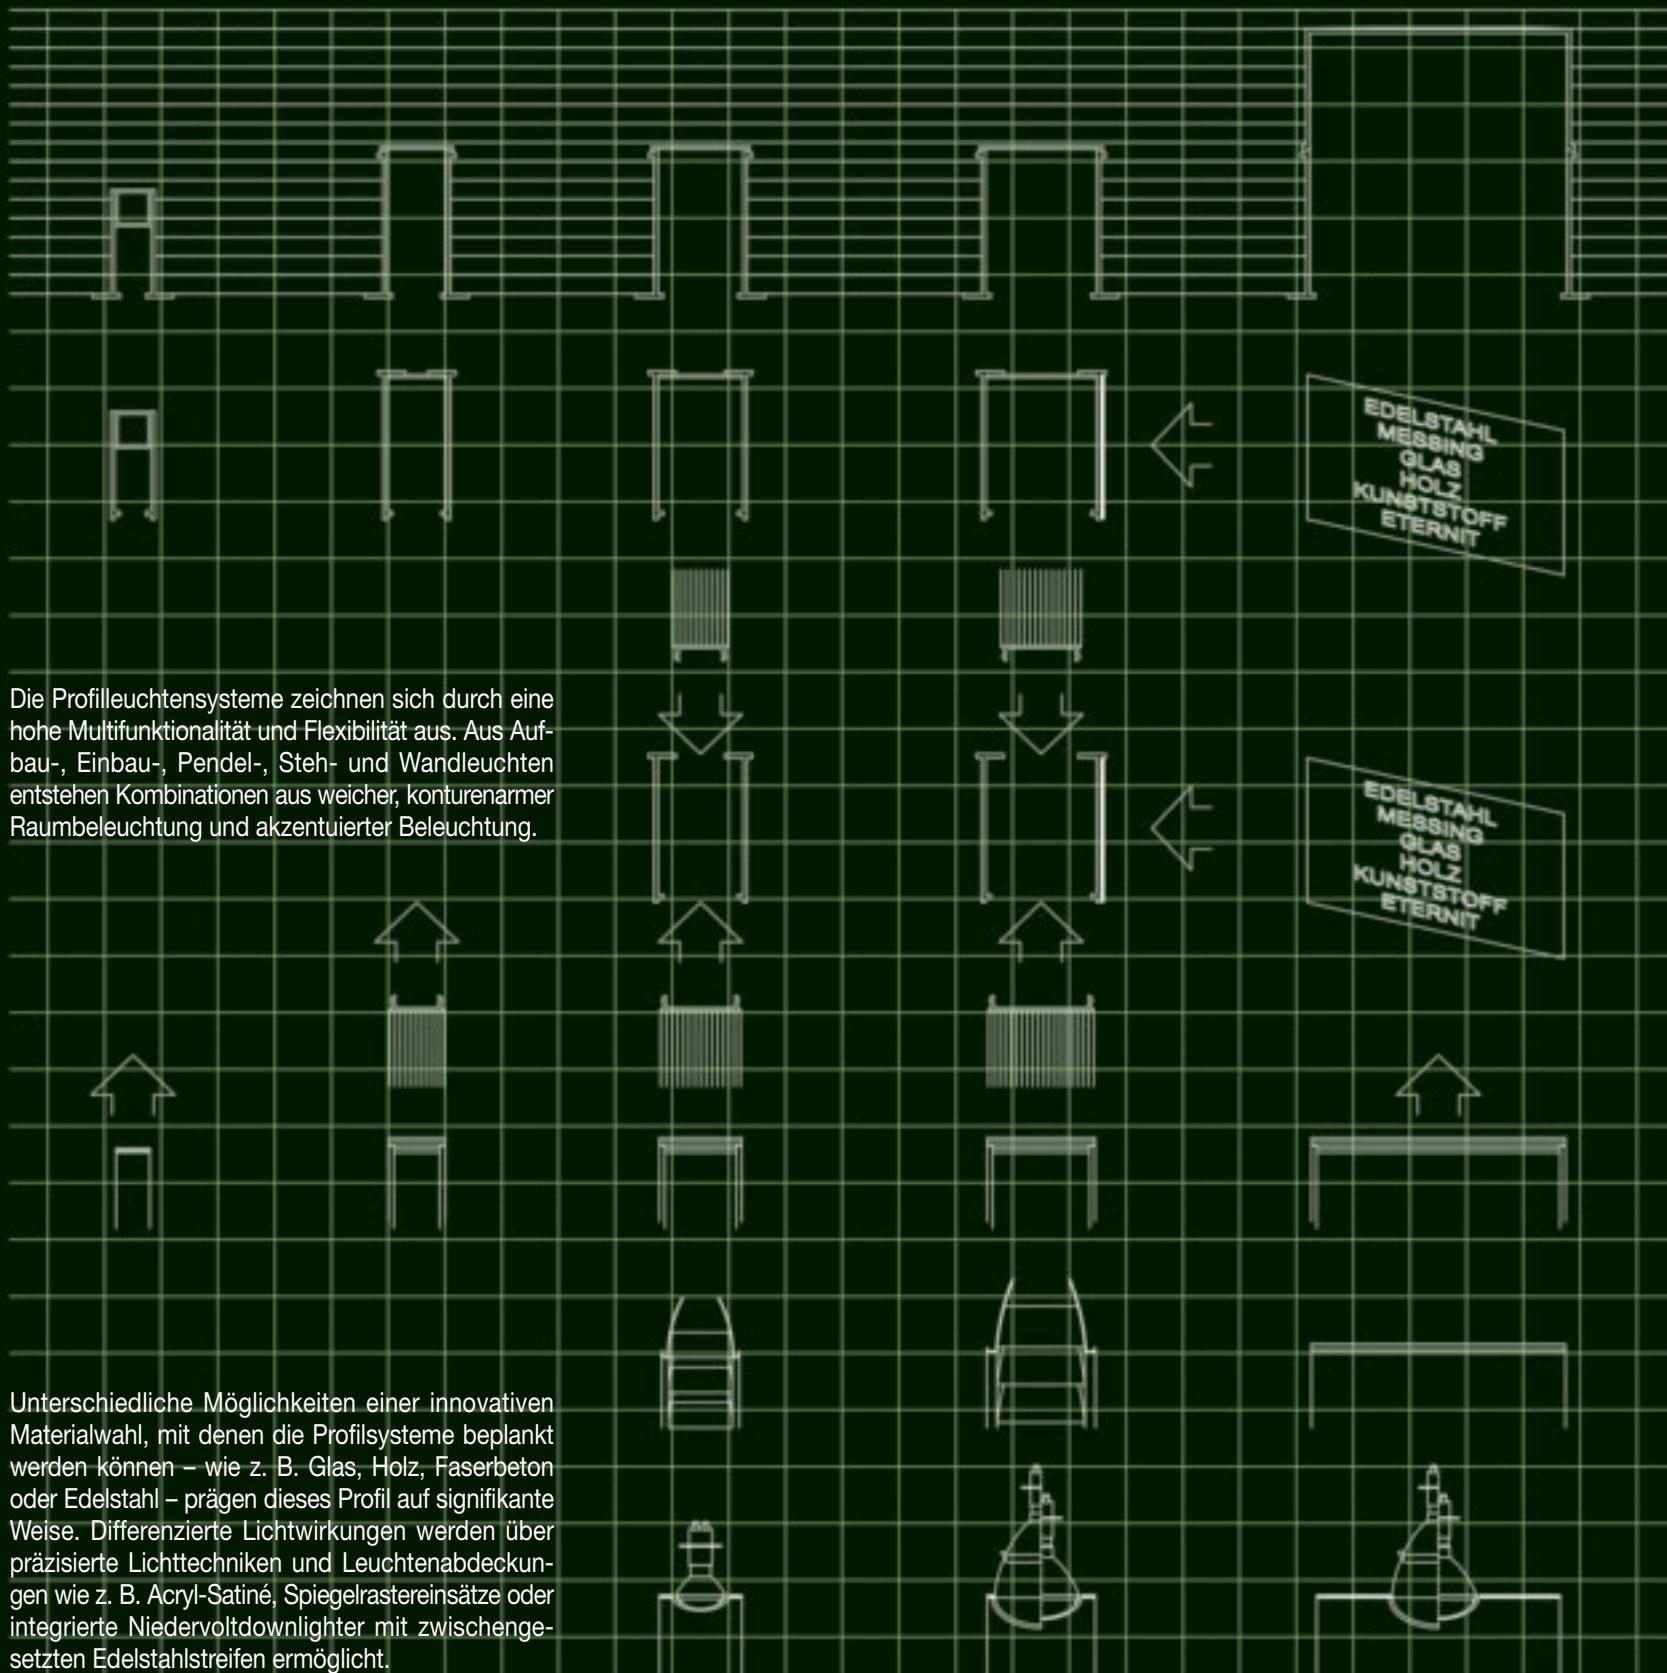 EDELSTAHL
MESSING
GLAS
HOLZ
KUNSTSTOFF
ETERNIT
Die Profilleuchtensysteme zeichnen sich durch eine
hohe Multifunktionalität und Flexibilität aus. Aus Auf-
bau-, Einbau-, Pendel-, Steh- und Wandleuchten
entstehen Kombinationen aus weicher, konturenarmer
Raumbeleuchtung und akzentuierter Beleuchtung.
EDELSTAHL
MESSING
GLAS
HOLZ
KUNSTSTOFF
ETERNIT
Unterschiedliche Möglichkeiten einer innovativen
Materialwahl, mit denen die Profilsysteme beplankt
werden können – wie z. B. Glas, Holz, Faserbeton
oder Edelstahl – prägen dieses Profil auf signifikante
Weise. Differenzierte Lichtwirkungen werden über
präzisierte Lichttechniken und Leuchtenabdeckun-
gen wie z. B. Acryl-Satiné, Spiegelrastereinsätze oder
integrierte Niedervoltdownlighter mit zwischenge-
setzten Edelstahlstreifen ermöglicht.